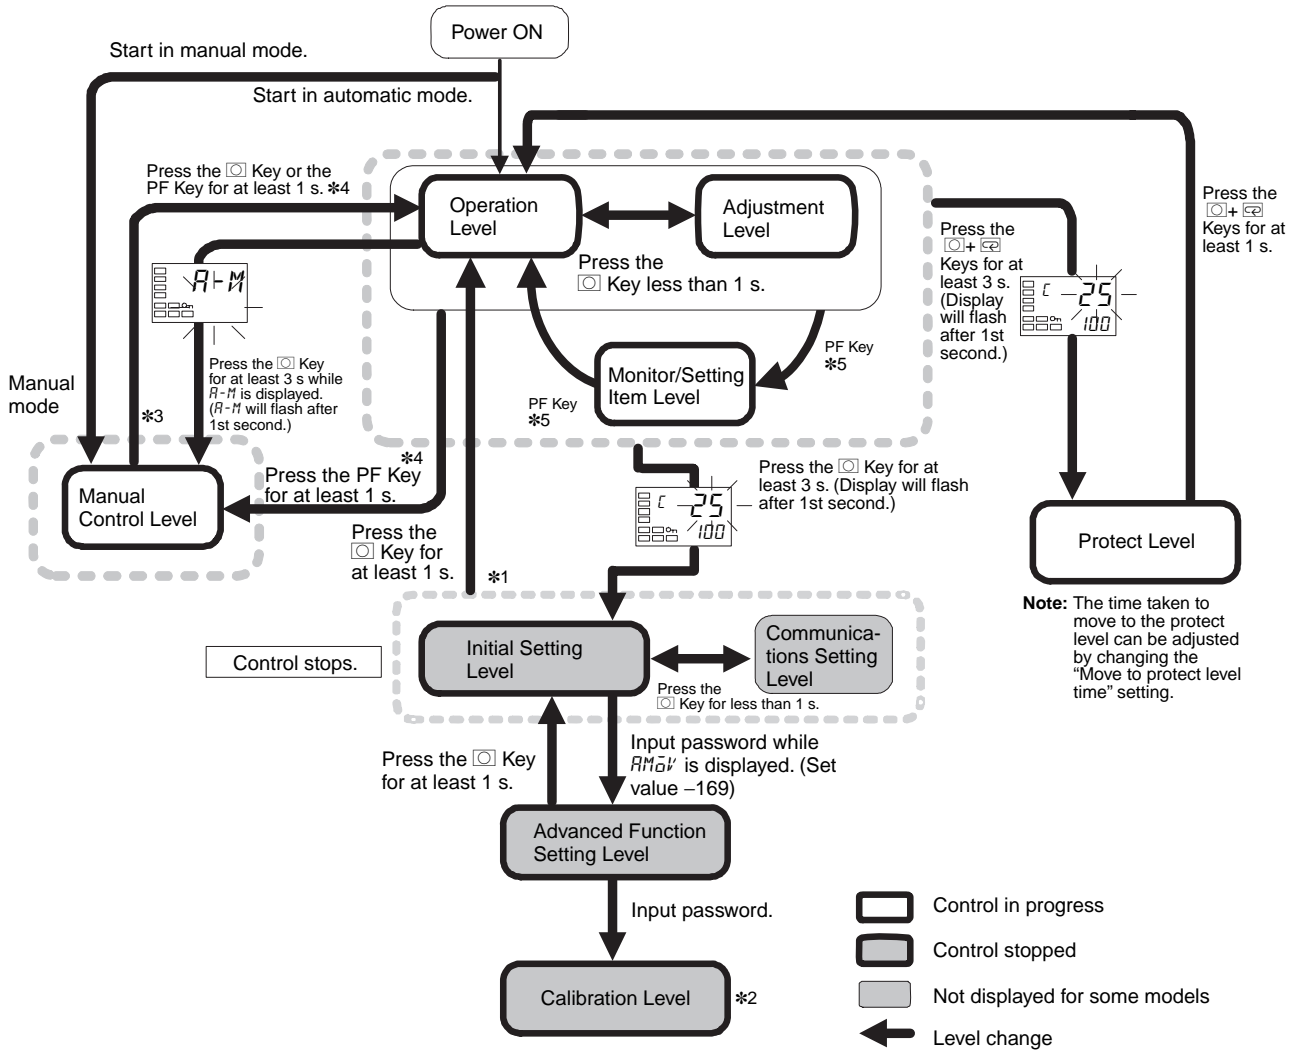 Power ON
Start in manual mode.
Start in automatic mode.
Press the Key or the
PF Key for at least 1 s. ✱4
Operation
Level
Adjustment
Level
Press the
Key less than 1 s.
Press the
+
Keys for at
least 3 s.
(Display
will flash
after 1st
second.)
Press the
+
Keys for at
least 1 s.
A-M
C 25
100
Press the Key
for at least 3 s while
A-M is displayed.
(A-M will flash after
1st second.)
Manual
mode
✱3
PF Key
✱5
Monitor/Setting
Item Level
PF Key
✱5
✱4
Press the PF Key
for at least 1 s.
Manual
Control Level
Press the Key for at
least 3 s. (Display will flash
after 1st second.)
C 25
100
Press the
Key for
at least 1 s.
✱1
Protect Level
Note: The time taken to
move to the protect
level can be adjusted
by changing the
“Move to protect level
time” setting.
Control stops.
Initial Setting
Level
Communica-
tions Setting
Level
Press the
Key for less than 1 s.
Press the Key
for at least 1 s.
Input password while
AMOV is displayed. (Set
value −169)
Advanced Function
Setting Level
Input password.
Calibration Level
✱2
Control in progress
Control stopped
Not displayed for some models
Level change